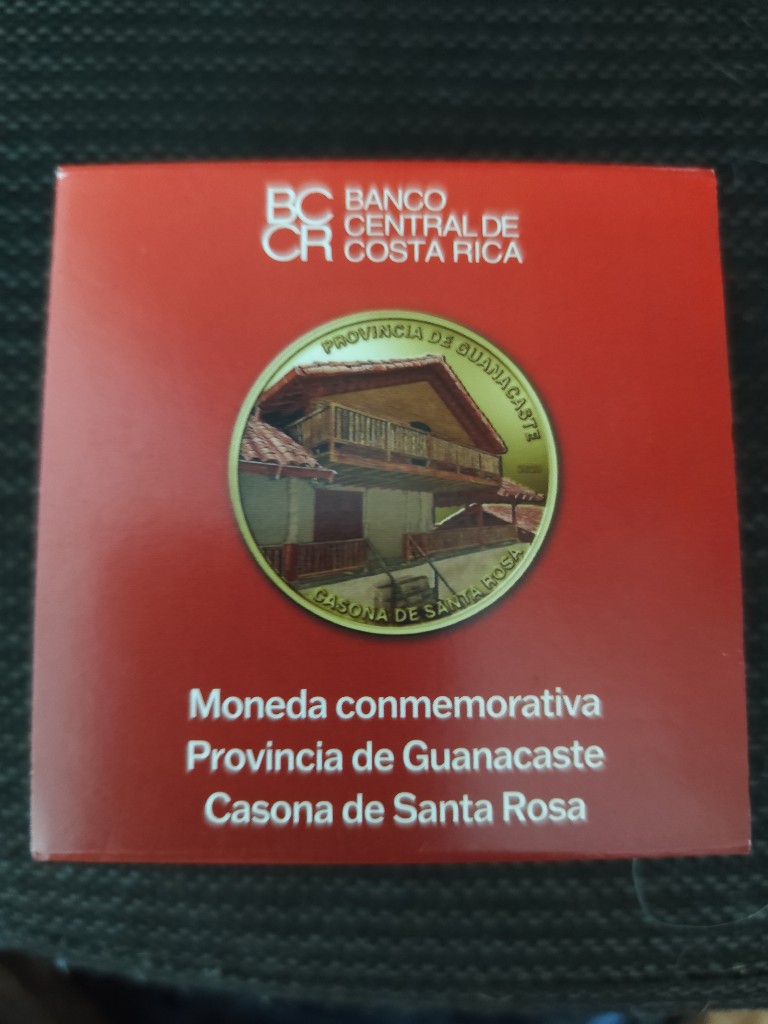 BC
CR
BANCO
CENTRAL DE
COSTA RICA
PROVINCIA DE GUANACASTE
CASONA DE SANTA ROSA
Moneda conmemorativa
Provincia de Guanacaste
Casona de Santa Rosa